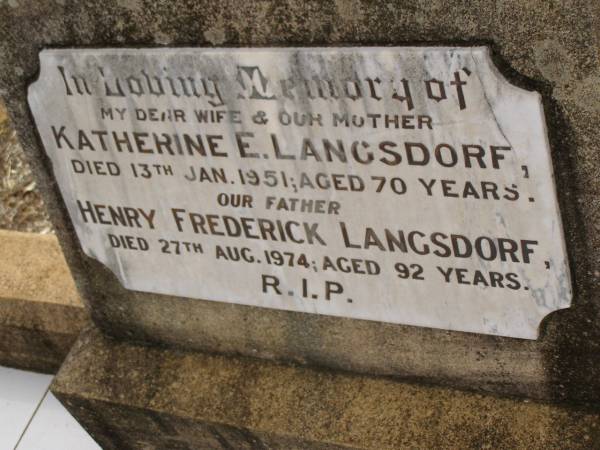 In Loving Memory of
MY DEAR WIFE & OUR MOTHER
KATHERINE E. LANGSDORF,
DIED 13TH JAN. 1951; AGED 70 YEARS.
OUR FATHER
HENRY FREDERICK LANGSDORF,
DIED 27TH AUG. 1974; AGED 92 YEARS.
R.I.P.